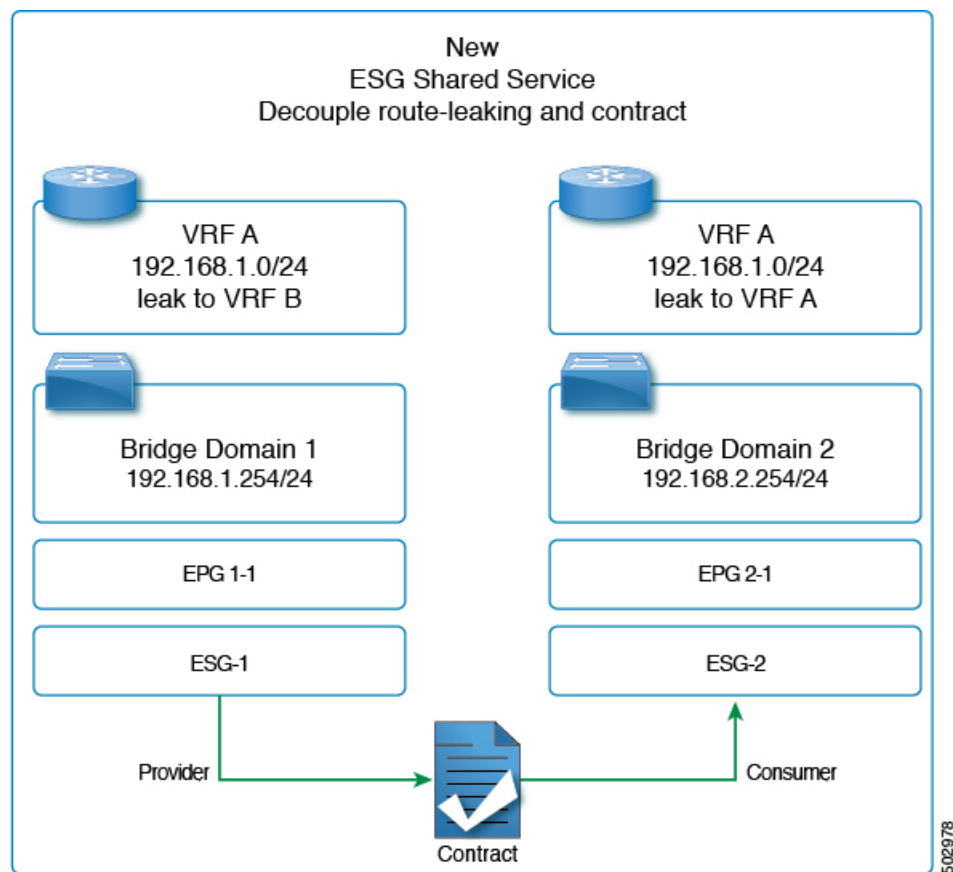 New
ESG Shared Service
Decouple route-leaking and contract
VRF A
192.168.1.0/24
leak to VRF B
VRF A
192.168.1.0/24
leak to VRF A
Bridge Domain 1
192.168.1.254/24
Bridge Domain 2
192.168.2.254/24
EPG 1-1
EPG 2-1
ESG-1
ESG-2
Provider
Consumer
Contract
502978